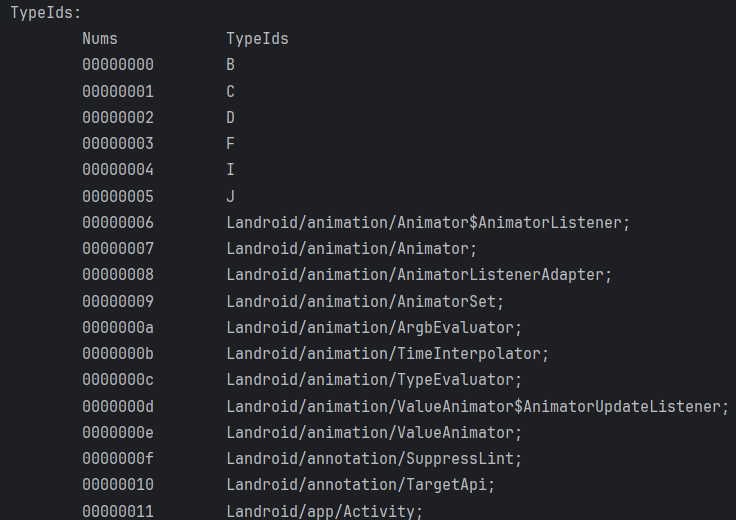 TypeIds:
Nums TypeIds
00000000 B
00000001 C
00000002 D
00000003 F
00000004 I
00000005 J
00000006 Landroid/animation/Animator$AnimatorListener;
00000007 Landroid/animation/Animator;
00000008 Landroid/animation/AnimatorListenerAdapter;
00000009 Landroid/animation/AnimatorSet;
0000000a Landroid/animation/ArgbEvaluator;
0000000b Landroid/animation/TimeInterpolator;
0000000c Landroid/animation/TypeEvaluator;
0000000d Landroid/animation/ValueAnimator$AnimatorUpdateListener;
0000000e Landroid/animation/ValueAnimator;
0000000f Landroid/annotation/SuppressLint;
00000010 Landroid/annotation/TargetApi;
00000011 Landroid/app/Activity;